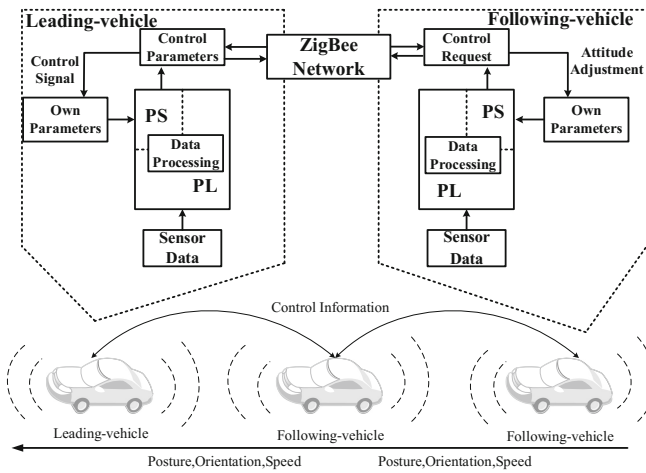 Leading-vehicle
Control
Parameters
Control
Signal
Own
Parameters
PS
Data
Processing
PL
Sensor
Data
ZigBee
Network
Following-vehicle
Control
Request
Attitude
Adjustment
Own
Parameters
PS
Data
Processing
PL
Sensor
Data
Control Information
Leading-vehicle
Following-vehicle
Following-vehicle
Posture,Orientation,Speed
Posture,Orientation,Speed